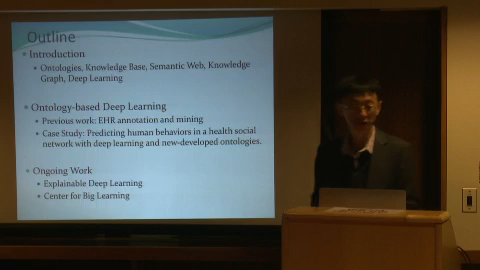 Outline
Introduction
Ontologies, Knowledge Base, Semantic Web, Knowledge
Graph, Deep Learning
Ontology-based Deep Learning
Previous work: EHR annotation and mining
Case Study: Predicting human behaviors in a health social
network with deep learning and new-developed ontologies.
Ongoing Work
Explainable Deep Learning
Center for Big Learning